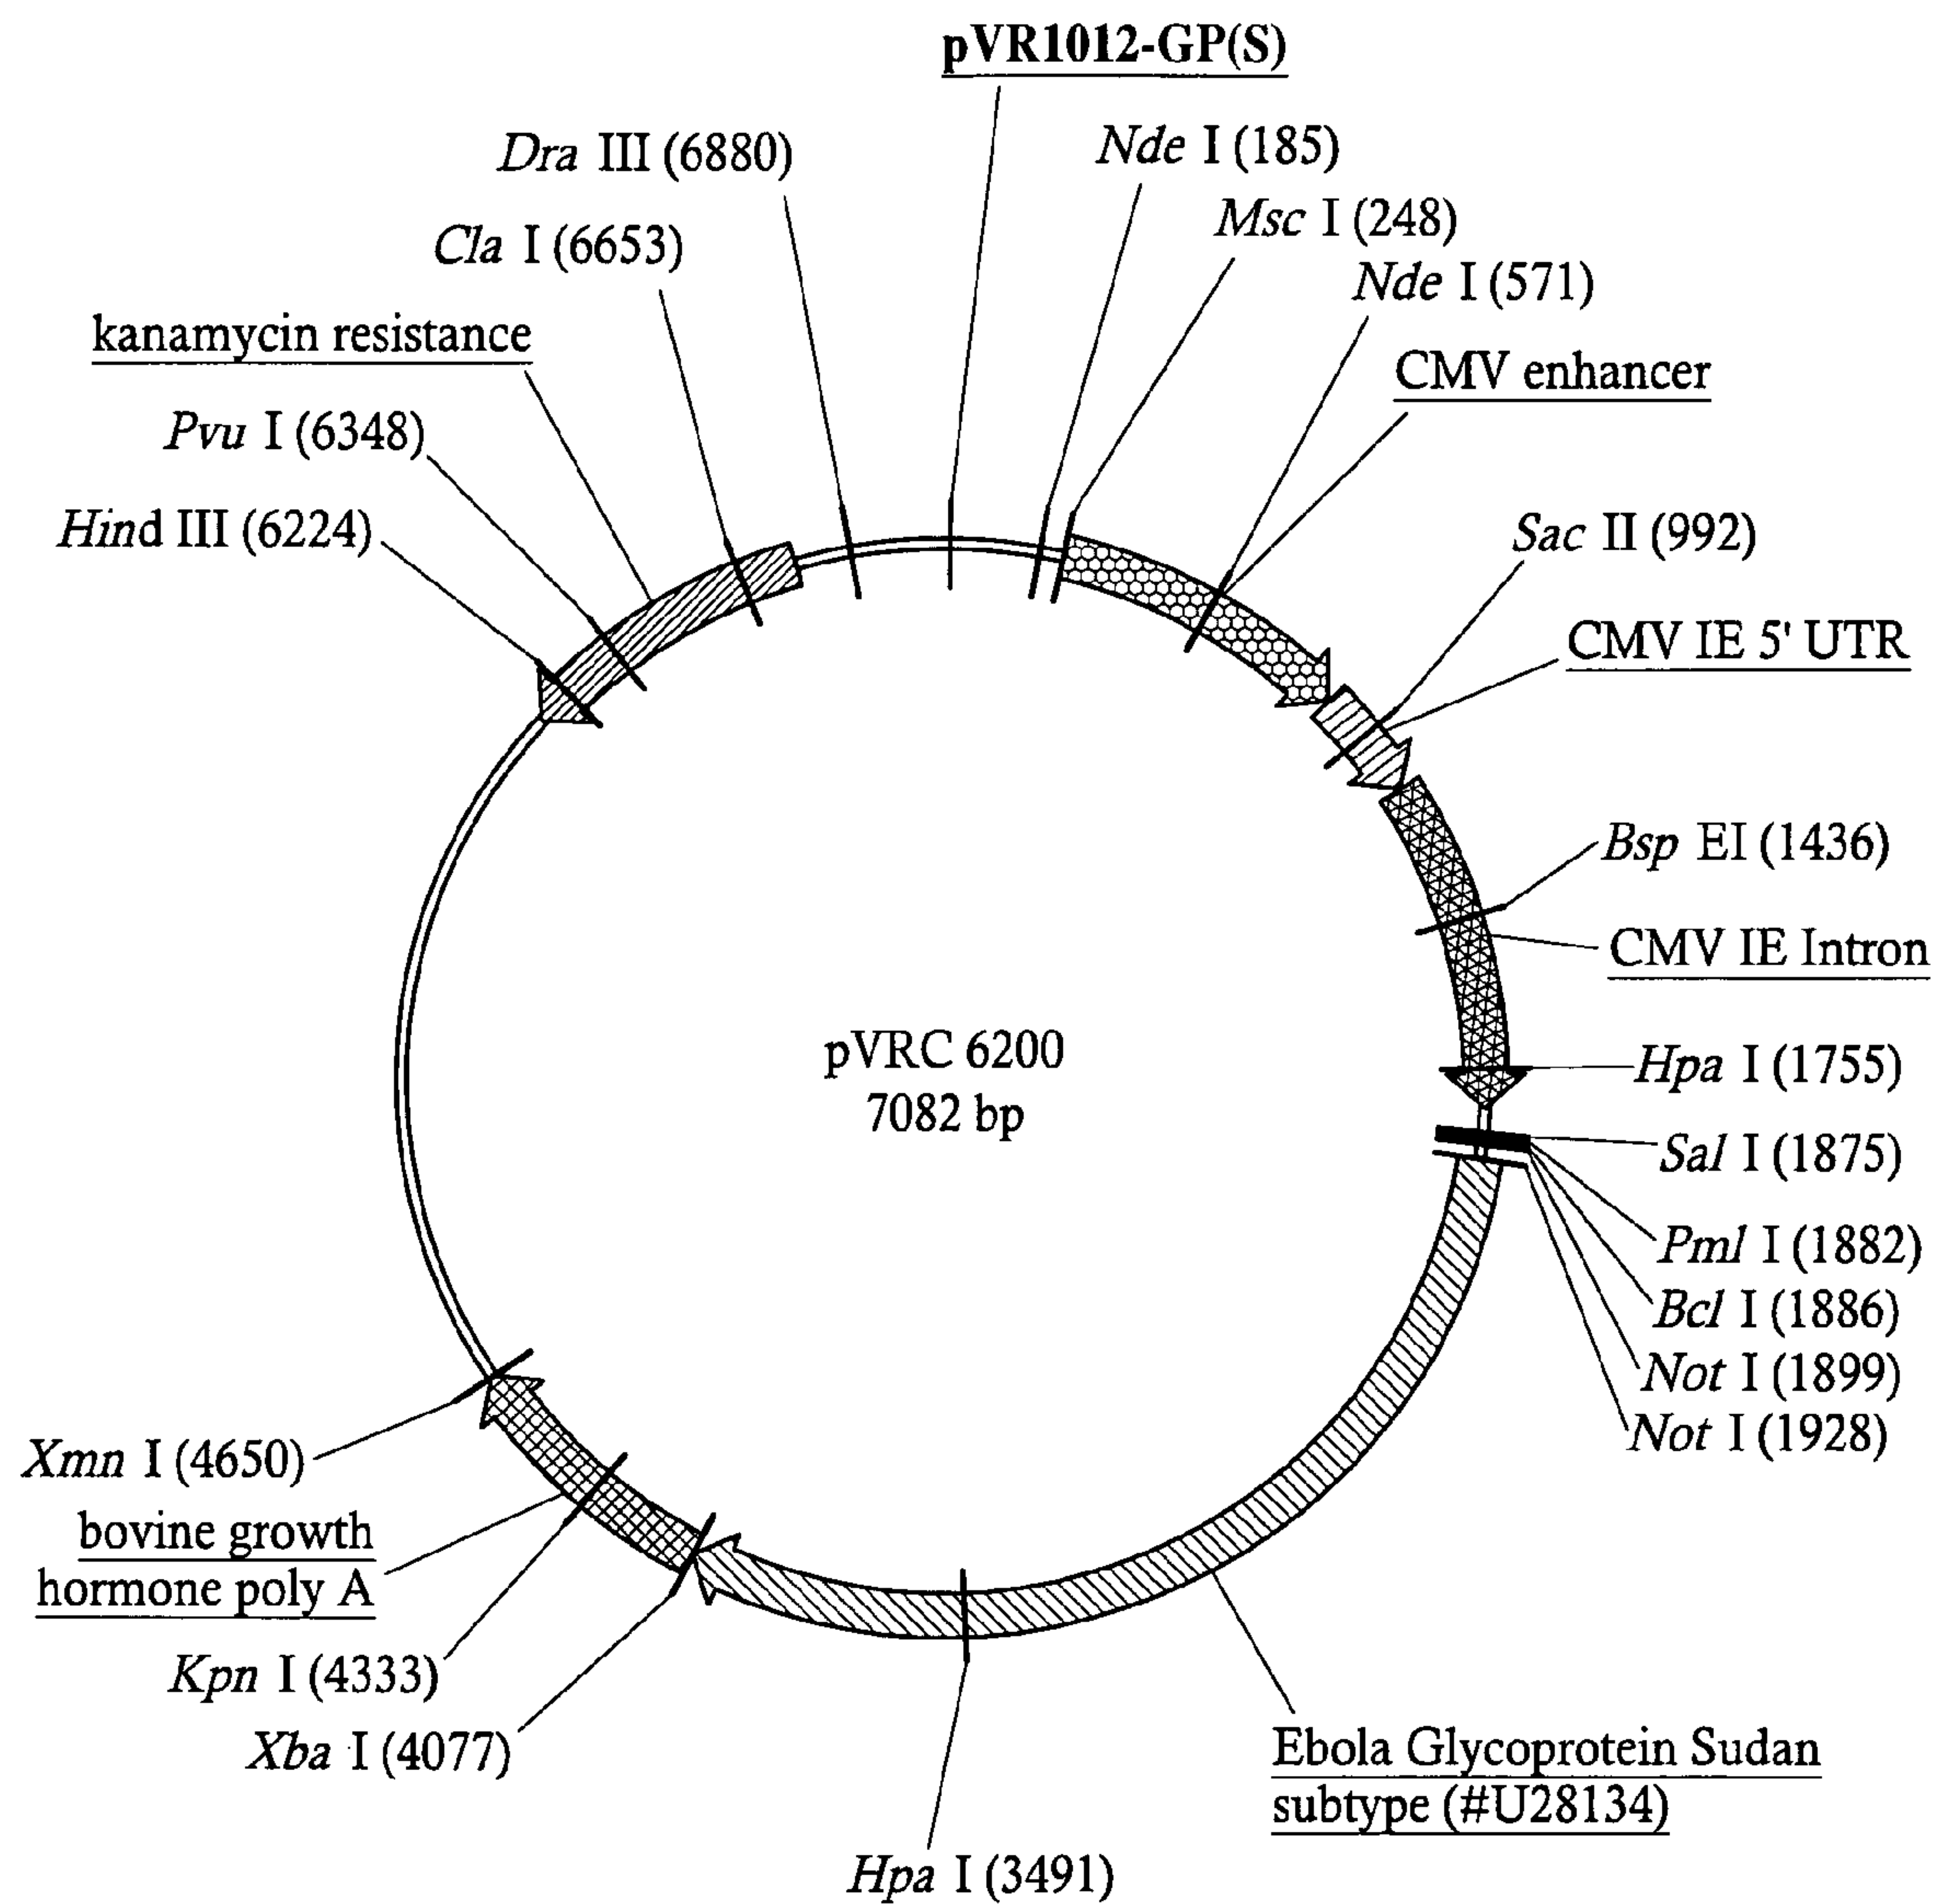 pVR1012-GP(S)
Dra III (6880)
Nde I (185)
Msc I (248)
Cla I (6653)
Nde I (571)
kanamycin resistance
CMV enhancer
Pvu I (6348)
Hind III (6224)
Sac II (992)
CMV IE 5' UTR
Bsp EI (1436)
CMV IE Intron
pVRC 6200
7082 bp
Hpa I (1755)
Sal I (1875)
Pml I (1882)
Bcl I (1886)
Not I (1899)
Not I (1928)
Xmn I (4650)
bovine growth
hormone poly A
Kpn I (4333)
Xba I (4077)
Ebola Glycoprotein Sudan
subtype (#U28134)
Hpa I (3491)